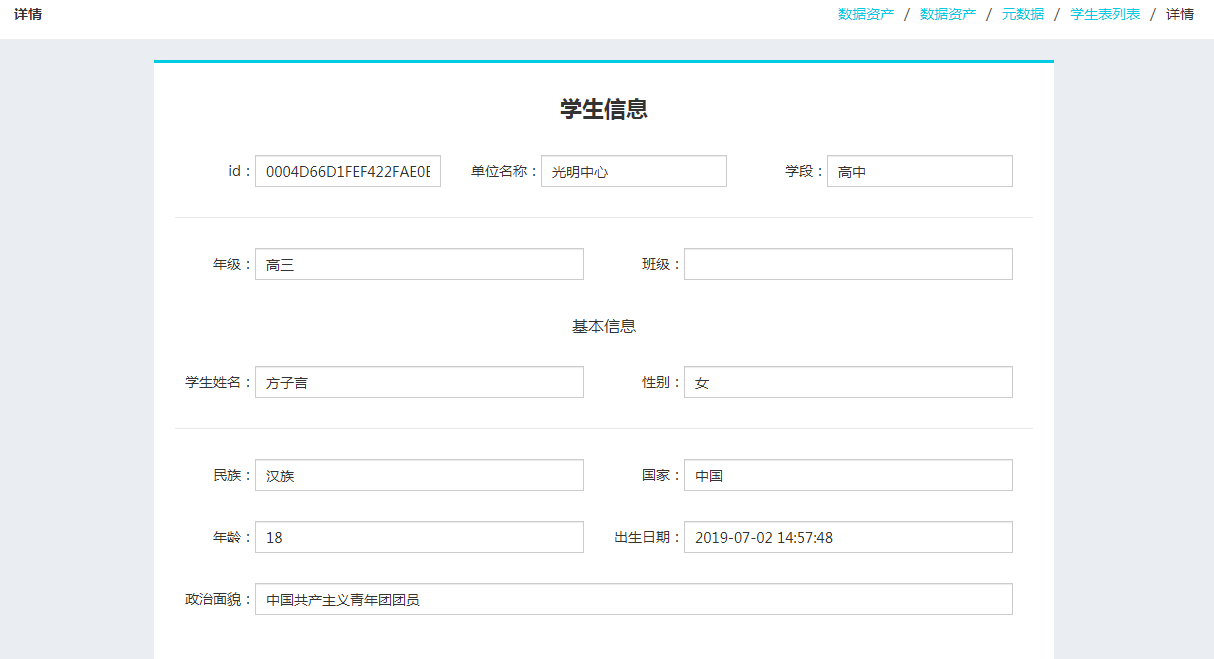 详情 数据资产 / 数据资产 / 元数据 / 学生表列表 / 详情
学生信息
id： 0004D66D1FEF422FAE0 单位名称： 光明中心 学段： 高中
年级： 高三 班级：
基本信息
学生姓名： 方子言 性别： 女
民族： 汉族 国家： 中国
年龄： 18 出生日期： 2019-07-02 14:57:48
政治面貌： 中国共产主义青年团团员